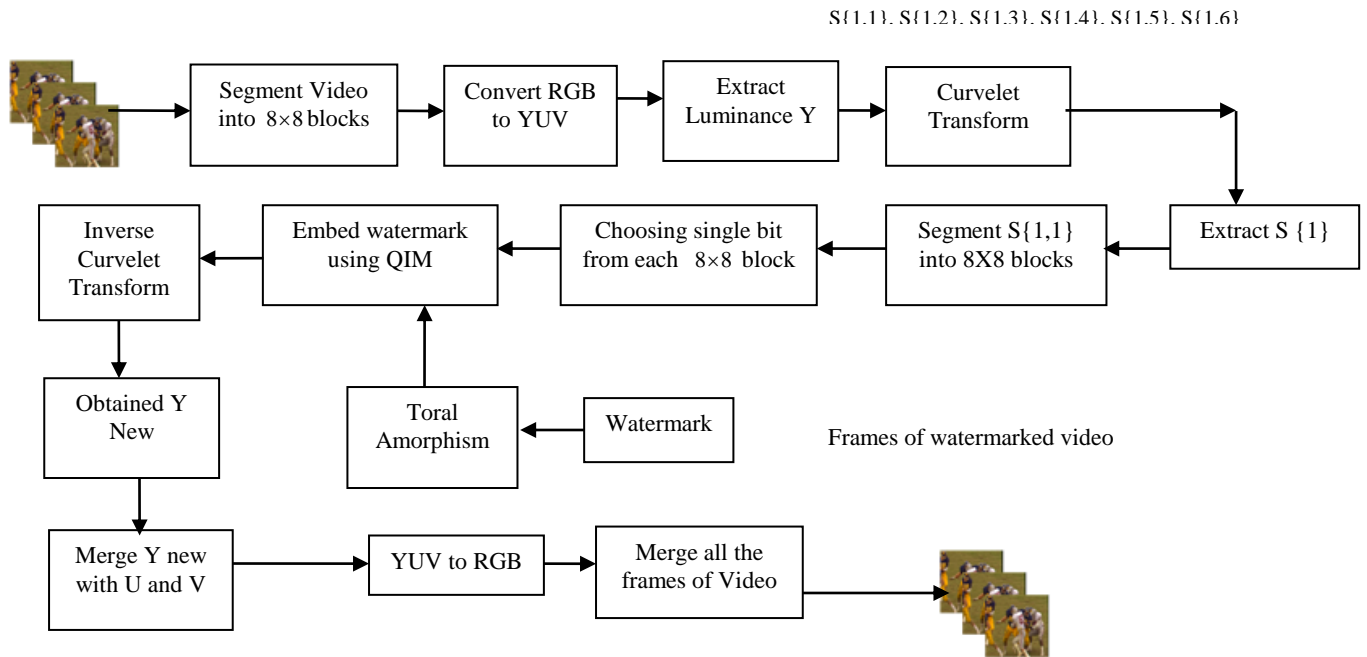 S{1,1}, S{1,2}, S{1,3}, S{1,4}, S{1,5}, S{1,6}
Segment Video
into 8×8 blocks
Convert RGB
to YUV
Extract
Luminance Y
Curvelet
Transform
Extract S {1}
Segment S{1,1}
into 8X8 blocks
Choosing single bit
from each 8×8 block
Embed watermark
using QIM
Inverse
Curvelet
Transform
Obtained Y
New
Toral
Amorphism
Watermark
Frames of watermarked video
Merge Y new
with U and V
YUV to RGB
Merge all the
frames of Video